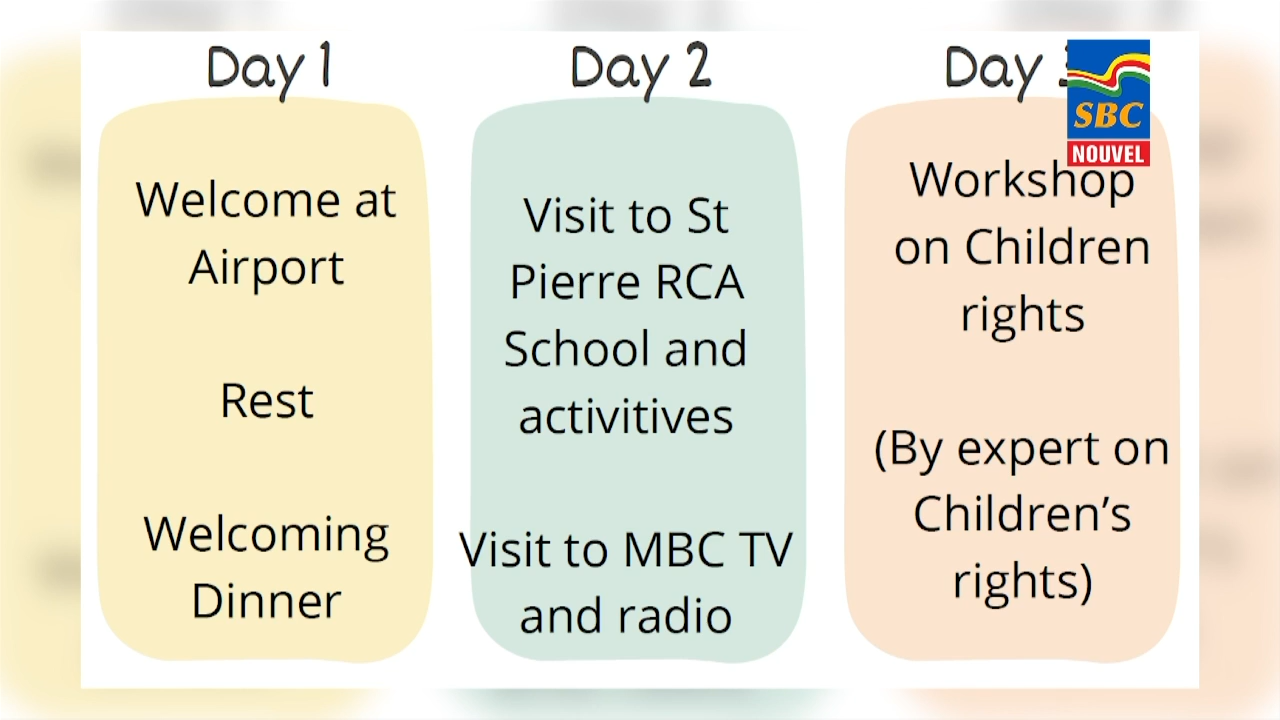 Day 1
Welcome at
Airport
Rest
Welcoming
Dinner
Day 2
Visit to St
Pierre RCA
School and
activitives
Visit to MBC TV
and radio
Day
Workshop
on Children
rights
(By expert on
Children’s
rights)
SBC
NOUVEL